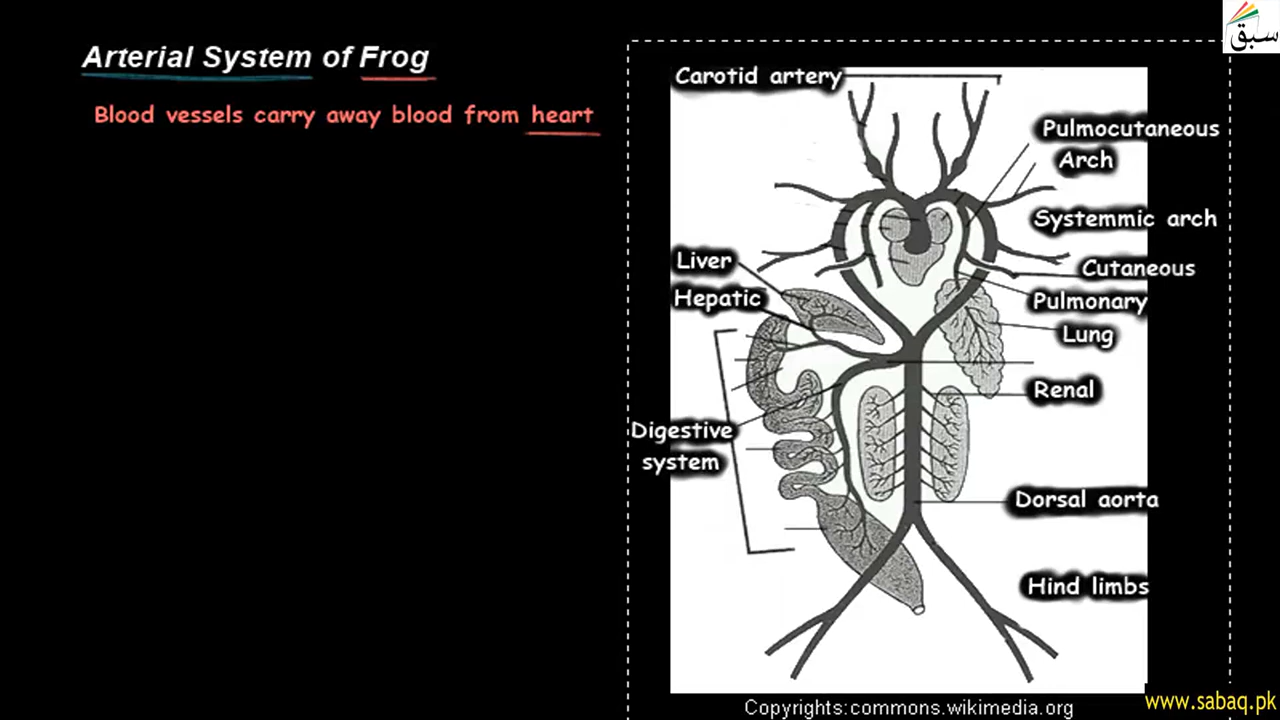 سبق
Arterial System of Frog
Blood vessels carry away blood from heart
Carotid artery
Pulmocutaneous
Arch
Systemmic arch
Liver
Cutaneous
Hepatic
Pulmonary
Lung
Renal
Digestive
system
Dorsal aorta
Hind limbs
Copyrights:commons.wikimedia.org
www.sabaq.pk